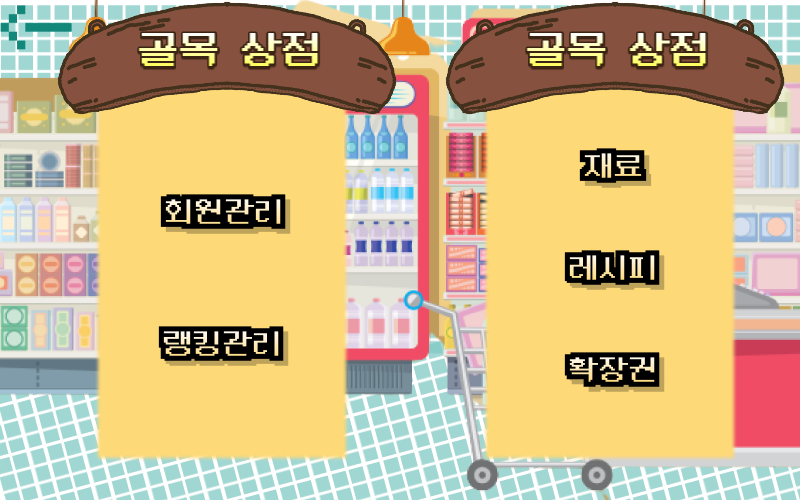 골목 상점
회원관리
랭킹관리
골목 상점
재료
레시피
확장권